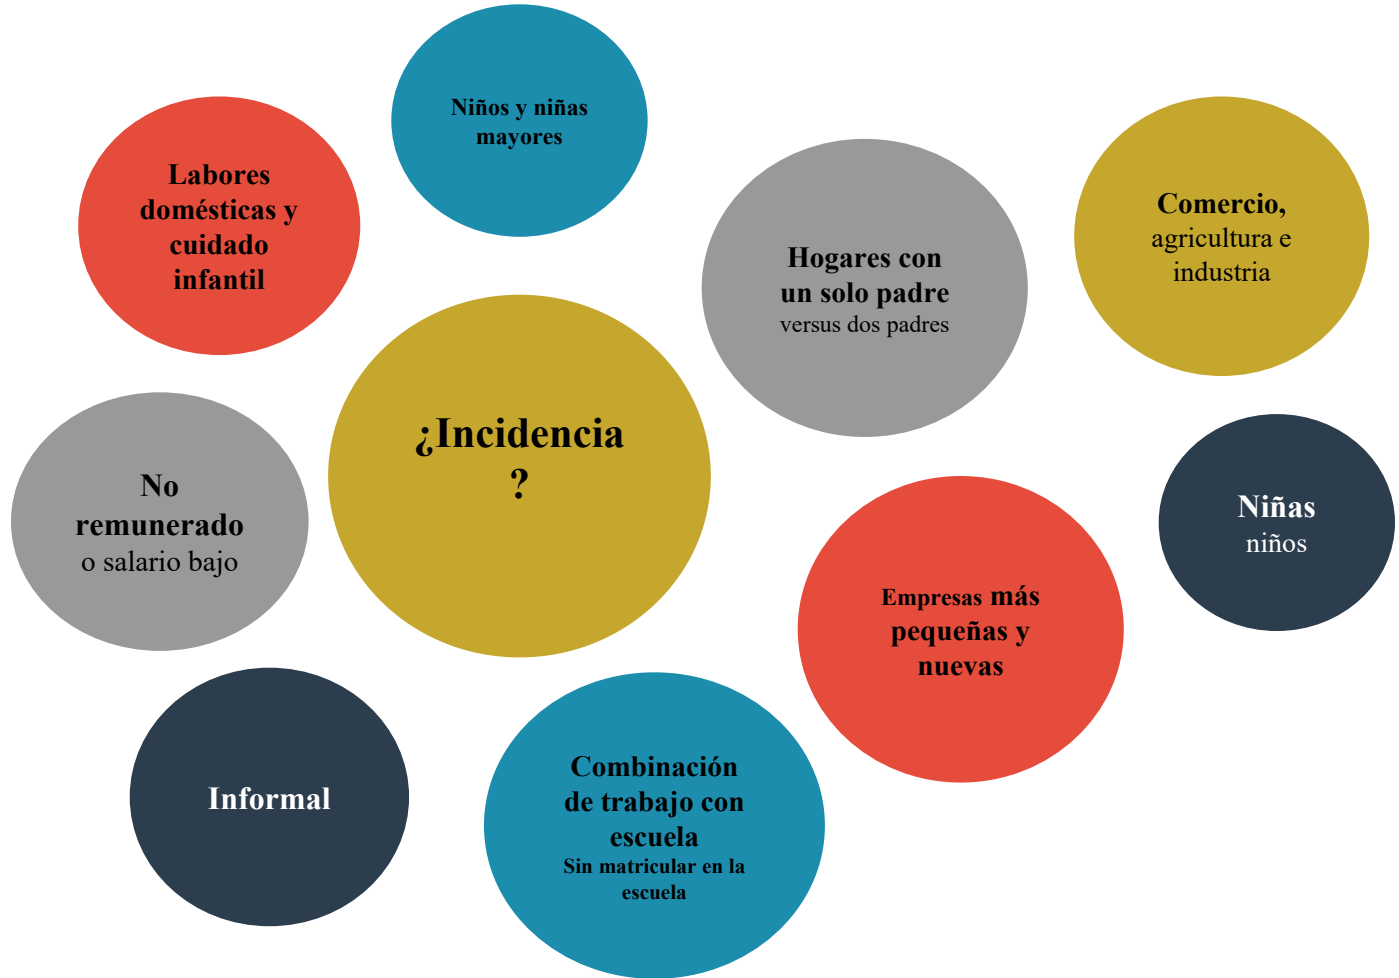 Niños y niñas
mayores
Labores
domésticas y
cuidado
infantil
Hogares con
un solo padre
versus dos padres
Comercio,
agricultura e
industria
¿Incidencia
?
No
remunerado
o salario bajo
Niñas
niños
Empresas más
pequeñas y
nuevas
Informal
Combinación
de trabajo con
escuela
Sin matricular en la
escuela